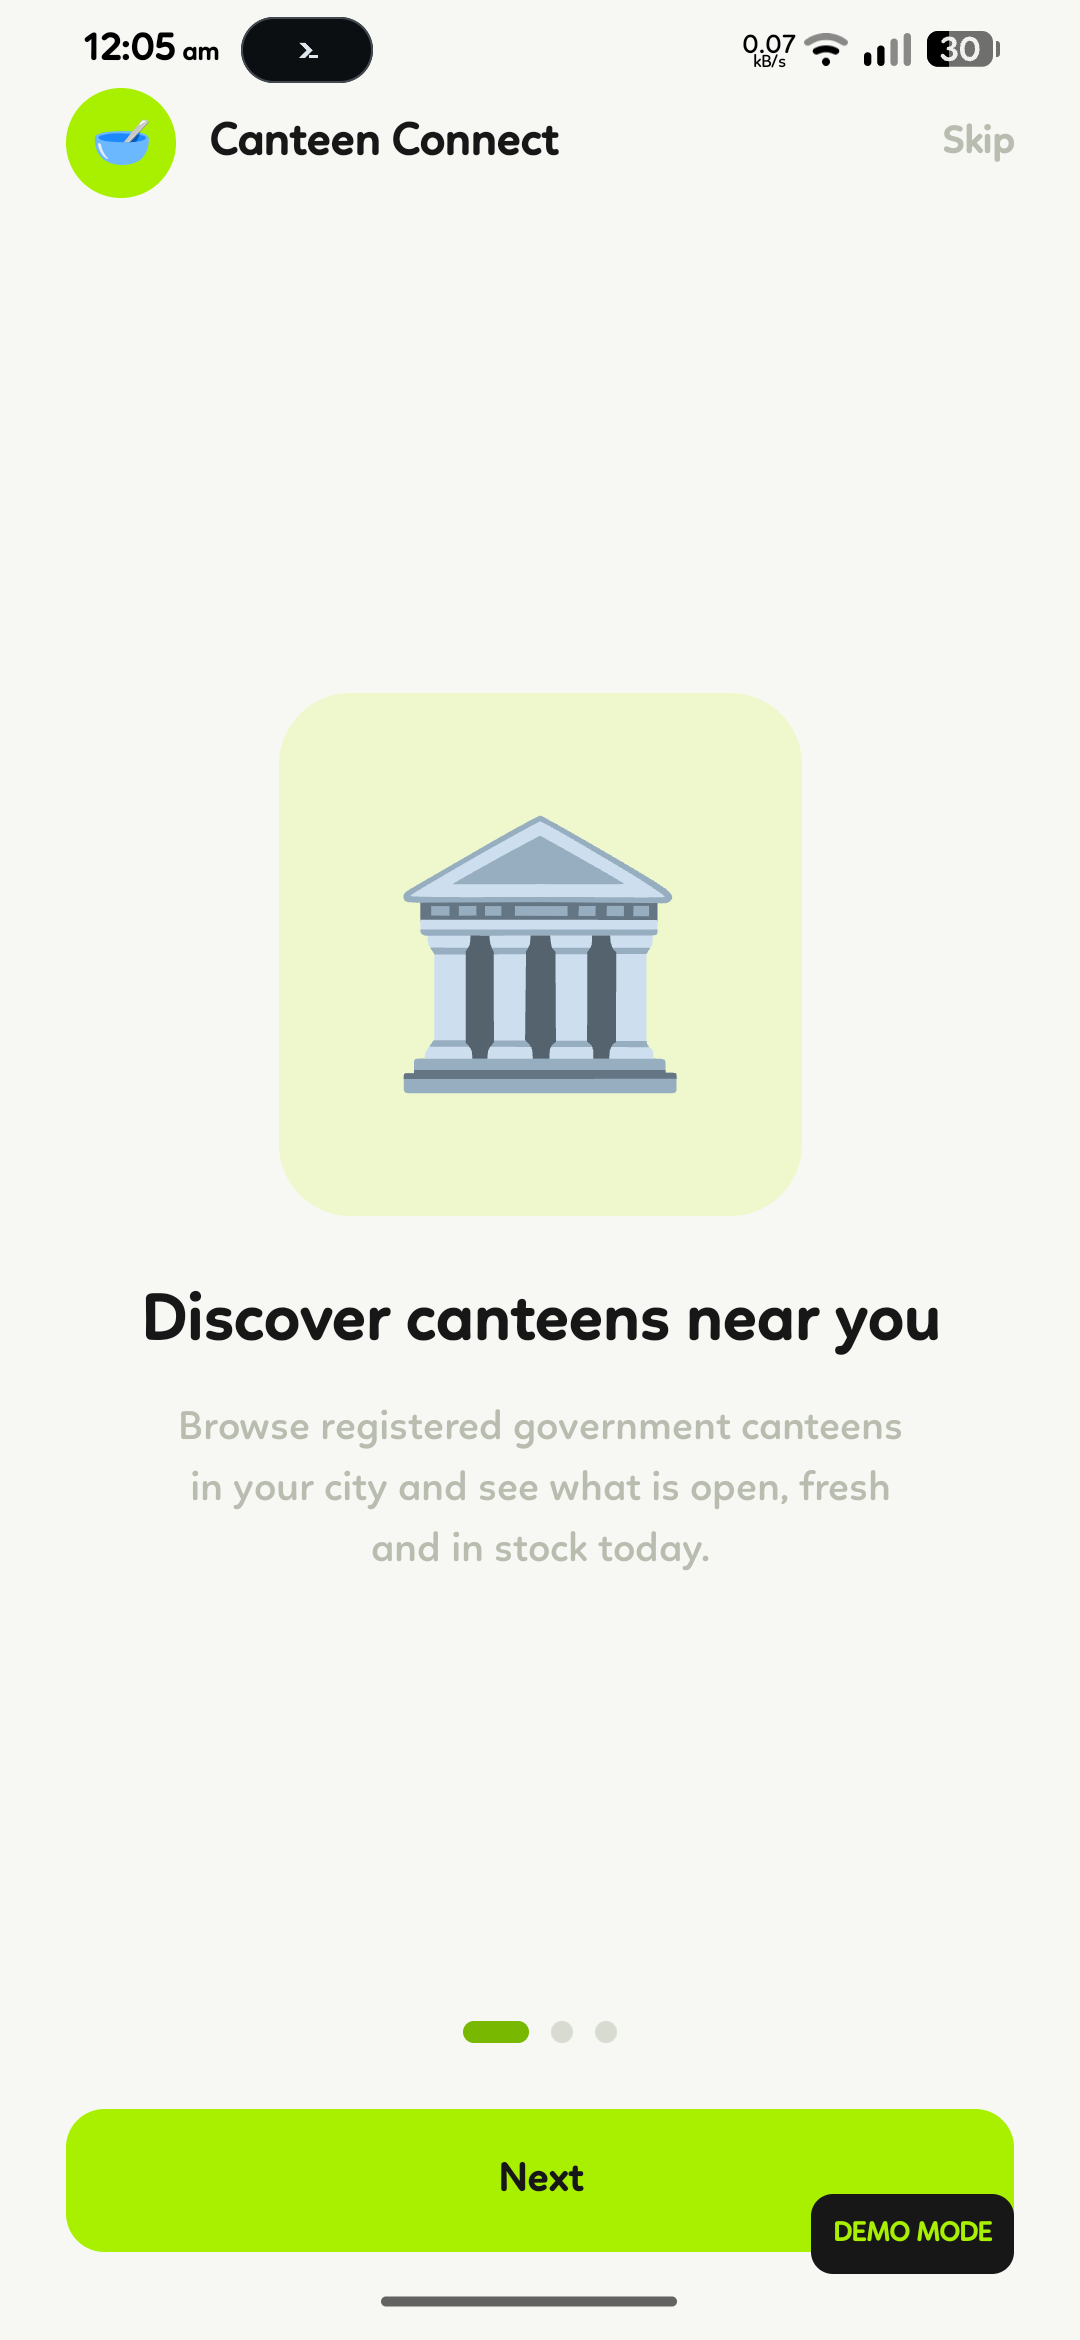 12:05 am
0.07
kB/s
30
Canteen Connect
Skip
Discover canteens near you
Browse registered government canteens
in your city and see what is open, fresh
and in stock today.
Next
DEMO MODE